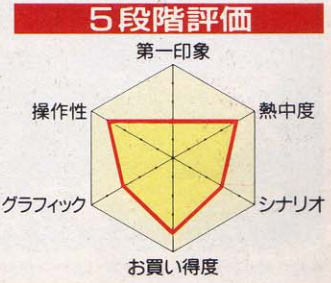 5段階評価
第一印象
操作性
熱中度
グラフィック
シナリオ
お買い得度